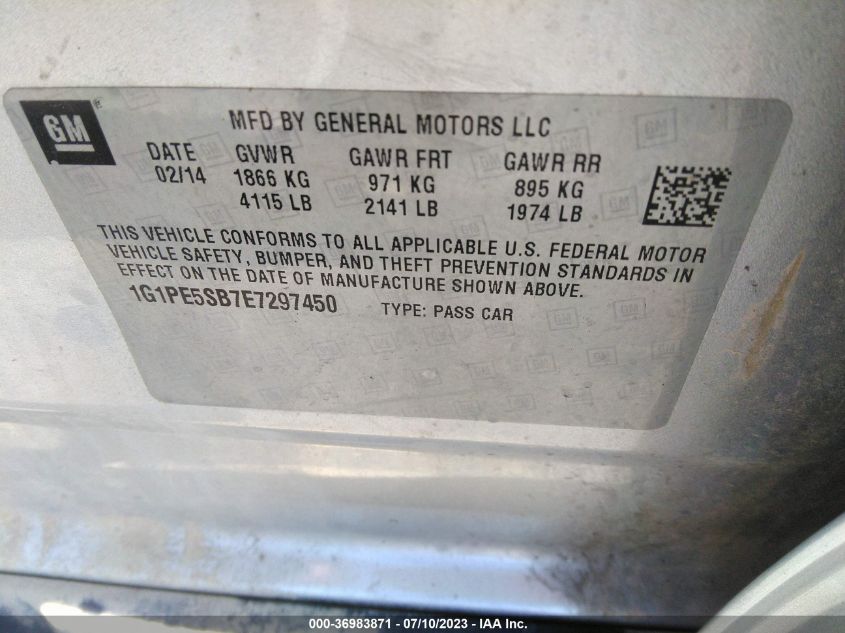 GM ®
MFD BY GENERAL MOTORS LLC
DATE GVWR GAWR FRT GAWR RR
02/14 1866 KG 971 KG 895 KG
4115 LB 2141 LB 1974 LB
THIS VEHICLE CONFORMS TO ALL APPLICABLE U.S. FEDERAL MOTOR
VEHICLE SAFETY, BUMPER, AND THEFT PREVENTION STANDARDS IN
EFFECT ON THE DATE OF MANUFACTURE SHOWN ABOVE.
1G1PE5SB7E7297450 TYPE: PASS CAR
000-36983871 / 07/10/2023 - IAA Inc.